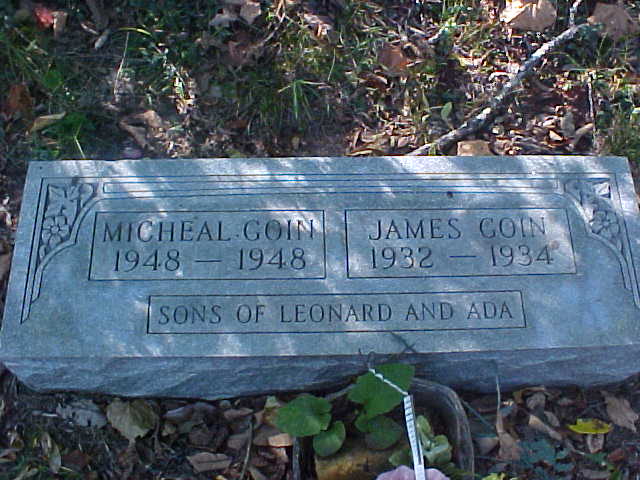 MICHEAL GOIN
1948 — 1948
JAMES GOIN
1932 — 1934
SONS OF LEONARD AND ADA